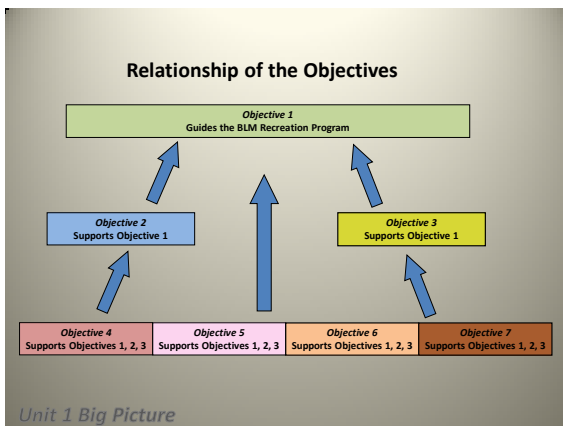 Relationship of the Objectives
Objective 1
Guides the BLM Recreation Program
Objective 2
Supports Objective 1
Objective 3
Supports Objective 1
Objective 4
Supports Objectives 1, 2, 3
Objective 5
Supports Objectives 1, 2, 3
Objective 6
Supports Objectives 1, 2, 3
Objective 7
Supports Objectives 1, 2, 3
Unit 1 Big Picture